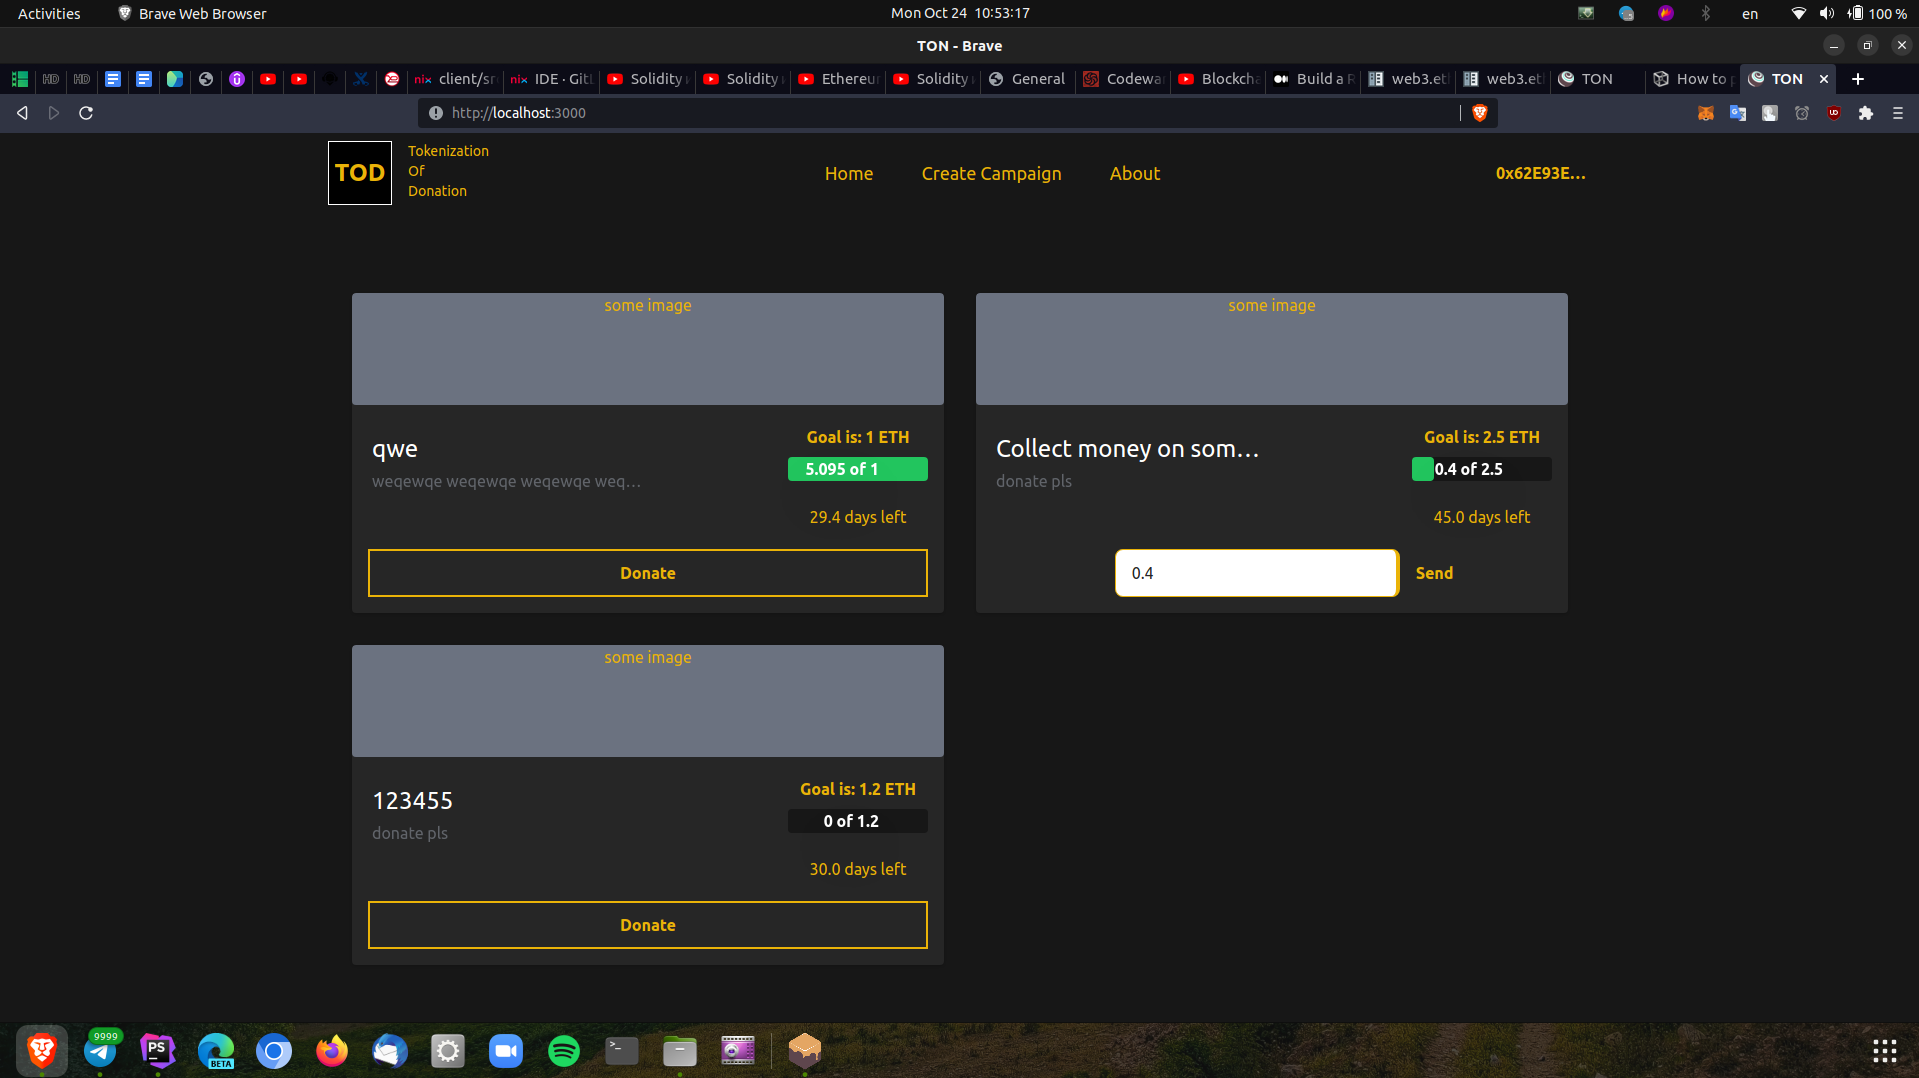 Activities
Brave Web Browser
Mon Oct 24 10:53:17
en
100 %
TON - Brave
HD
HD
client/sr
IDE · Git
Solidity
Solidity
Ethereu
Solidity
General
Codewa
Blockcha
Build a R
web3.et
web3.et
TON
How to
TON
http://localhost:3000
TOD
Tokenization
Of
Donation
Home
Create Campaign
About
0x62E93E...
some image
some image
qwe
weqewqe weqewqe weqewqe weq...
Goal is: 1 ETH
5.095 of 1
29.4 days left
Donate
Collect money on som...
donate pls
Goal is: 2.5 ETH
0.4 of 2.5
45.0 days left
0.4
Send
some image
123455
donate pls
Goal is: 1.2 ETH
0 of 1.2
30.0 days left
Donate
9999
PS
BETA